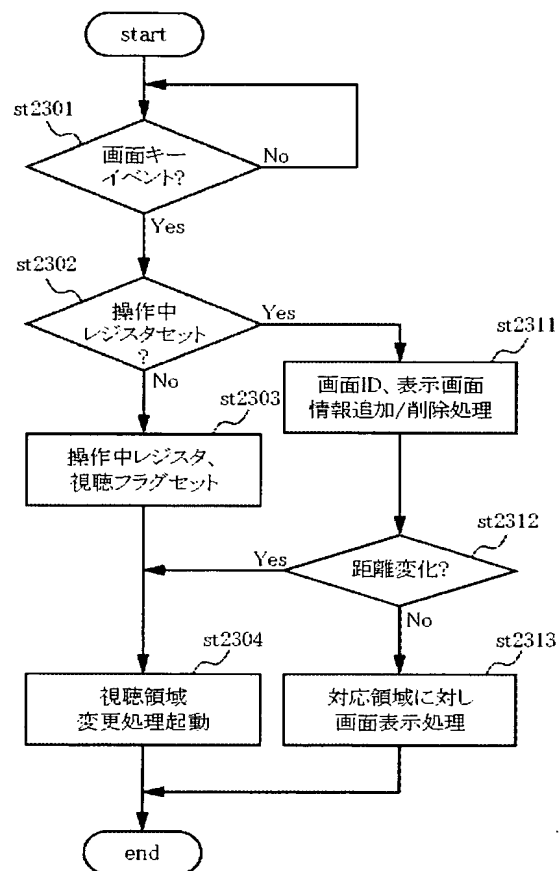 start
st2301
画面キー
イベント?
No
Yes
st2302
操作中
レジスタセット
?
Yes
No
st2311
画面ID、表示画面
情報追加/削除処理
st2303
操作中レジスタ、
視聴フラグセット
st2312
距離変化?
Yes
No
st2304
視聴領域
変更処理起動
st2313
対応領域に対し
画面表示処理
end